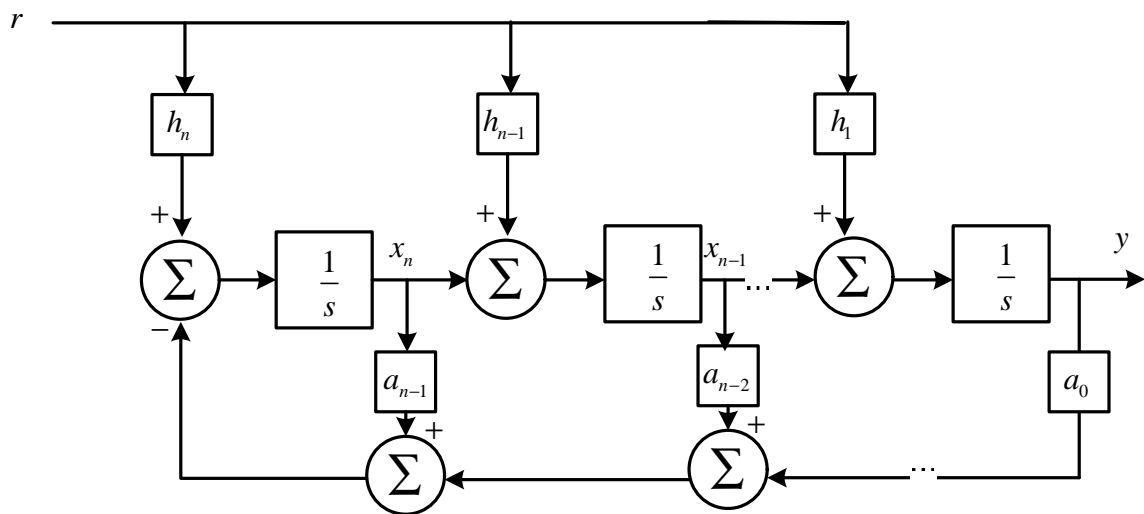 r
h_n h_{n-1} h_1
+ + +
Σ 1/s x_n Σ 1/s x_{n-1} ... Σ 1/s y
−
a_{n-1} a_{n-2} a_0
+ +
Σ Σ ...